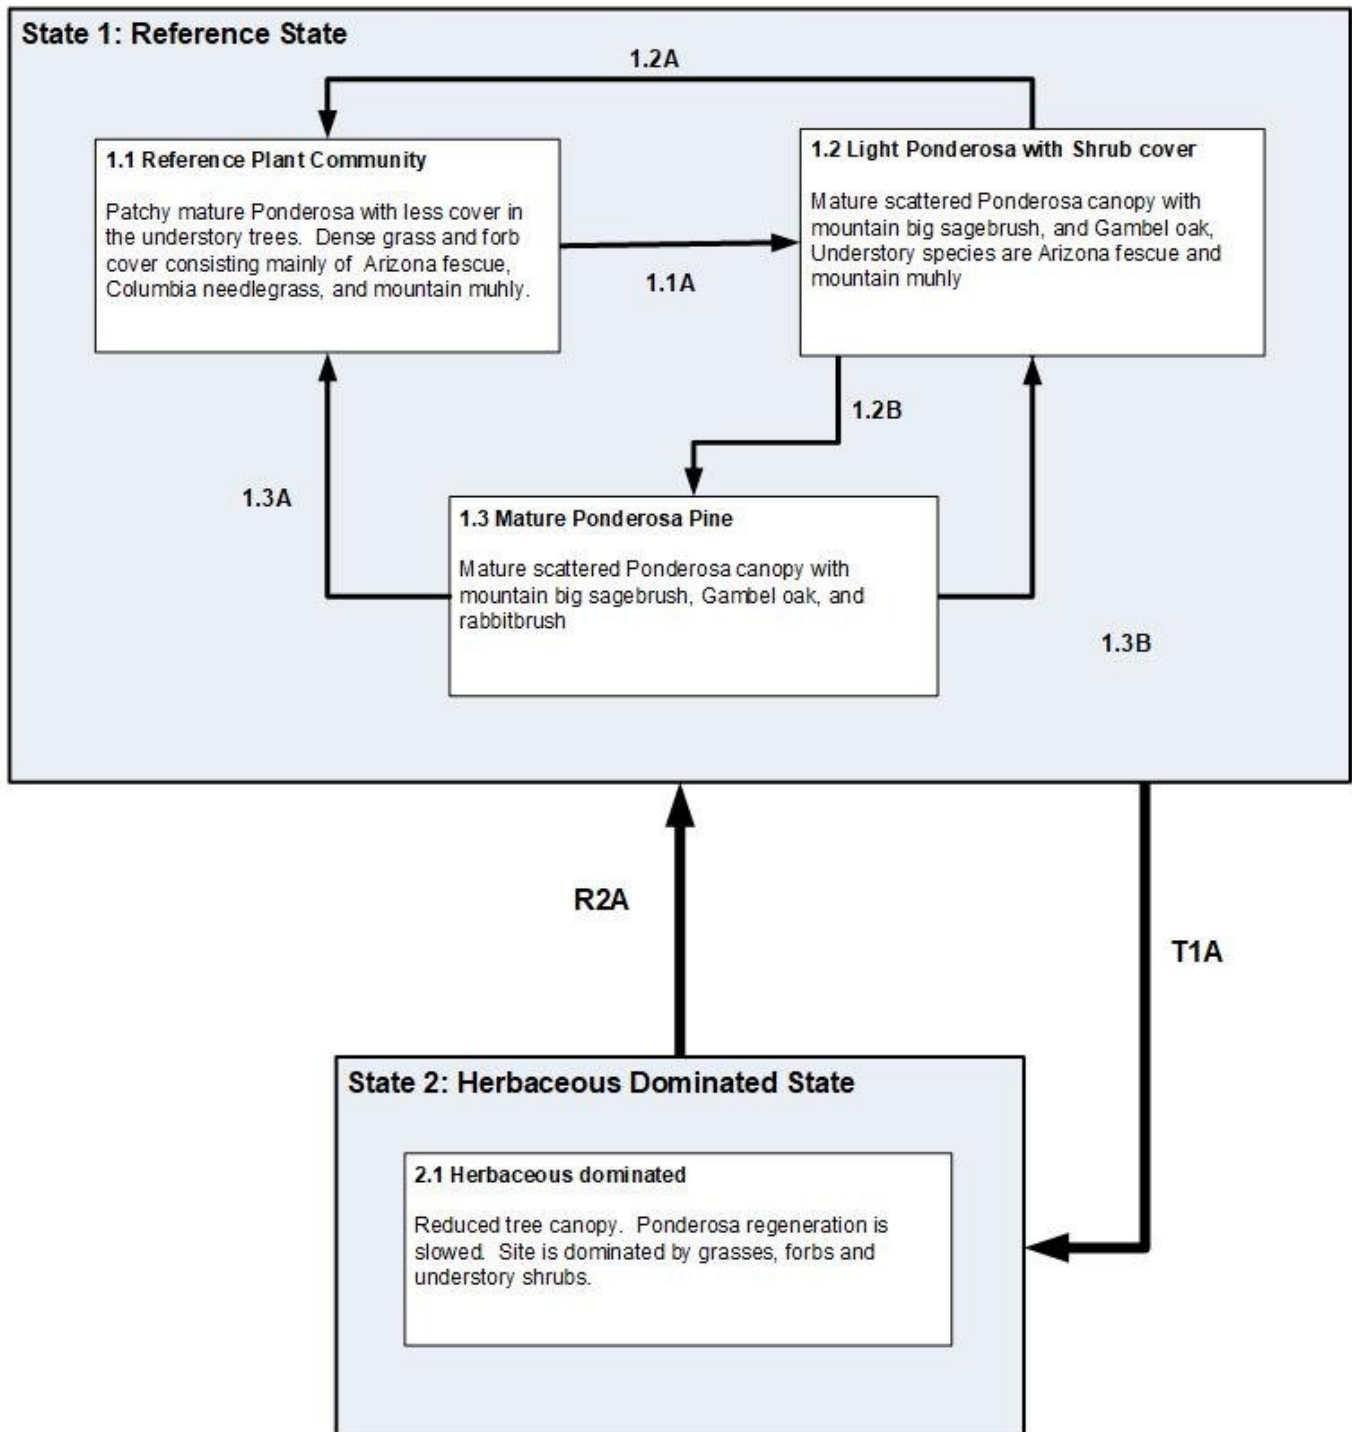 State 1: Reference State
1.2A
1.1 Reference Plant Community
Patchy mature Ponderosa with less cover in
the understory trees. Dense grass and forb
cover consisting mainly of Arizona fescue,
Columbia needlegrass, and mountain muhly.
1.1A
1.2 Light Ponderosa with Shrub cover
Mature scattered Ponderosa canopy with
mountain big sagebrush, and Gambel oak,
Understory species are Arizona fescue and
mountain muhly
1.2B
1.3A
1.3 Mature Ponderosa Pine
Mature scattered Ponderosa canopy with
mountain big sagebrush, Gambel oak, and
rabbitbrush
1.3B
R2A
T1A
State 2: Herbaceous Dominated State
2.1 Herbaceous dominated
Reduced tree canopy. Ponderosa regeneration is
slowed. Site is dominated by grasses, forbs and
understory shrubs.